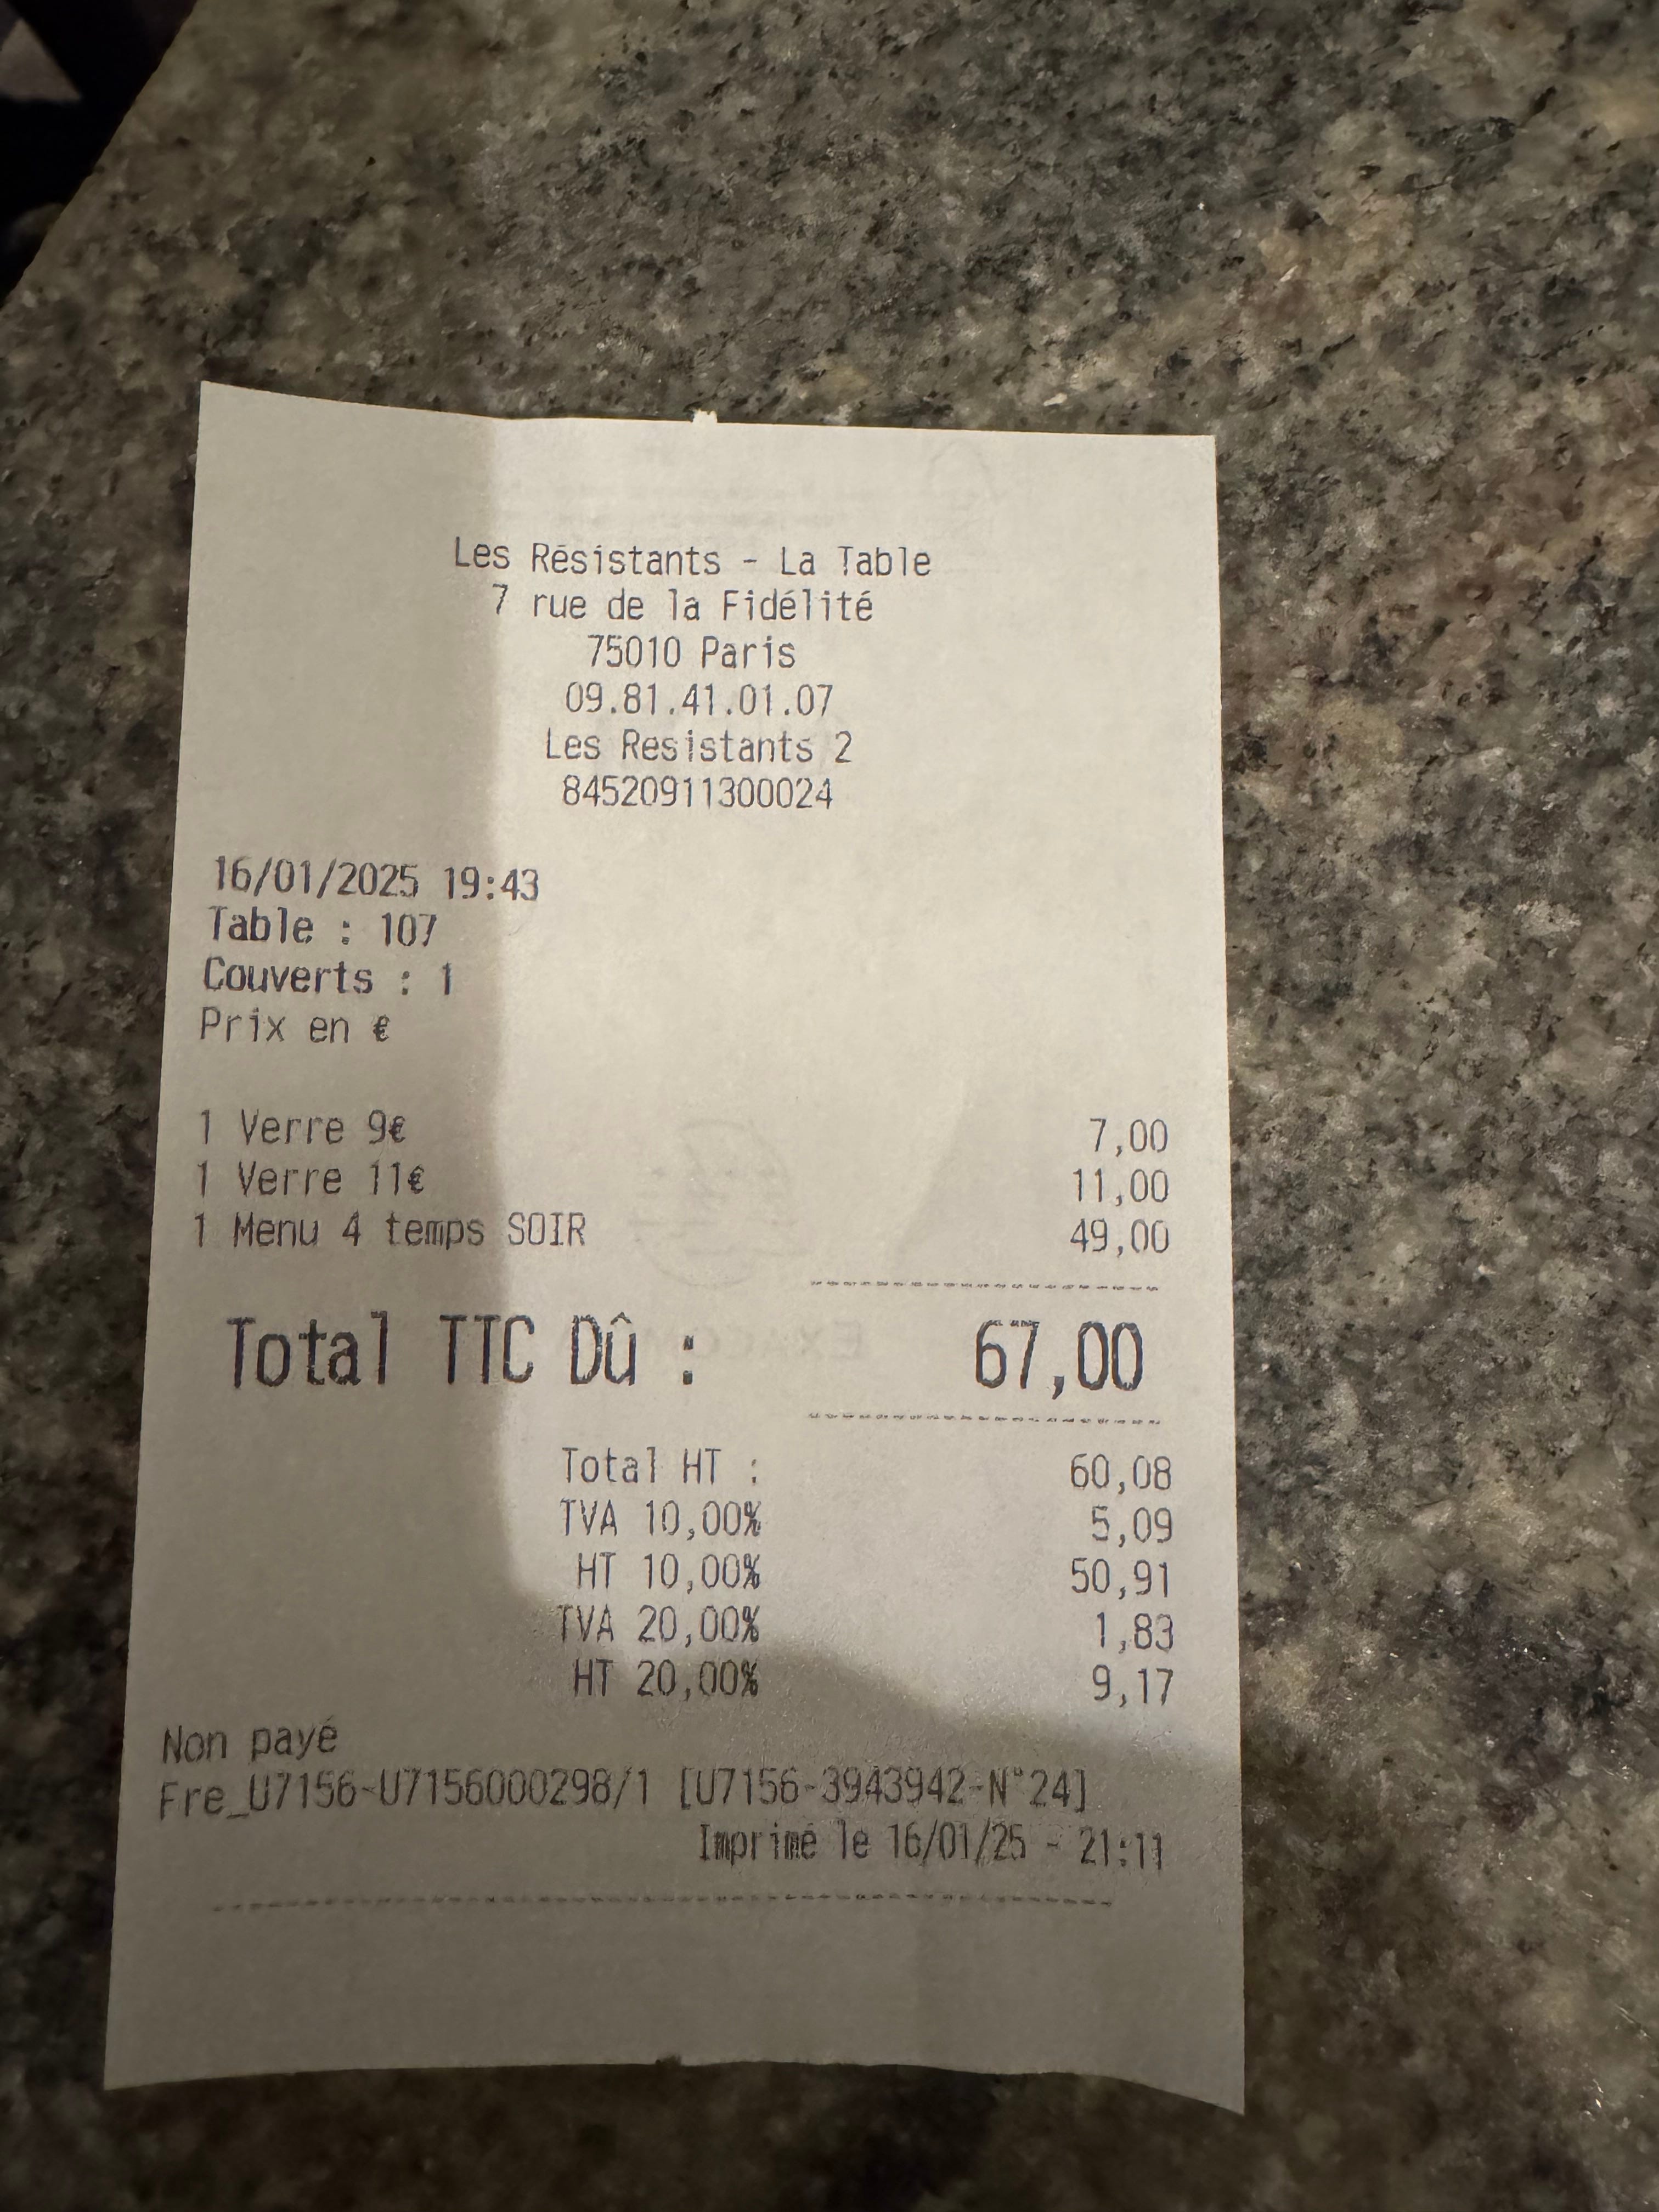 Les Résistants - La Table
7 rue de la Fidélité
75010 Paris
09.81.41.01.07
Les Resistants 2
84520911300024
16/01/2025 19:43
Table : 107
Couverts : 1
Prix en €
1 Verre 9€ 7,00
1 Verre 11€ 11,00
1 Menu 4 temps SOIR 49,00
Total TTC Dû : 67,00
Total HT : 60,08
TVA 10,00% 5,09
HT 10,00% 50,91
TVA 20,00% 1,83
HT 20,00% 9,17
Non payé
Fre_U7156-U7156000298/1 [U7156-3943942-N°24]
Imprimé le 16/01/25 - 21:11